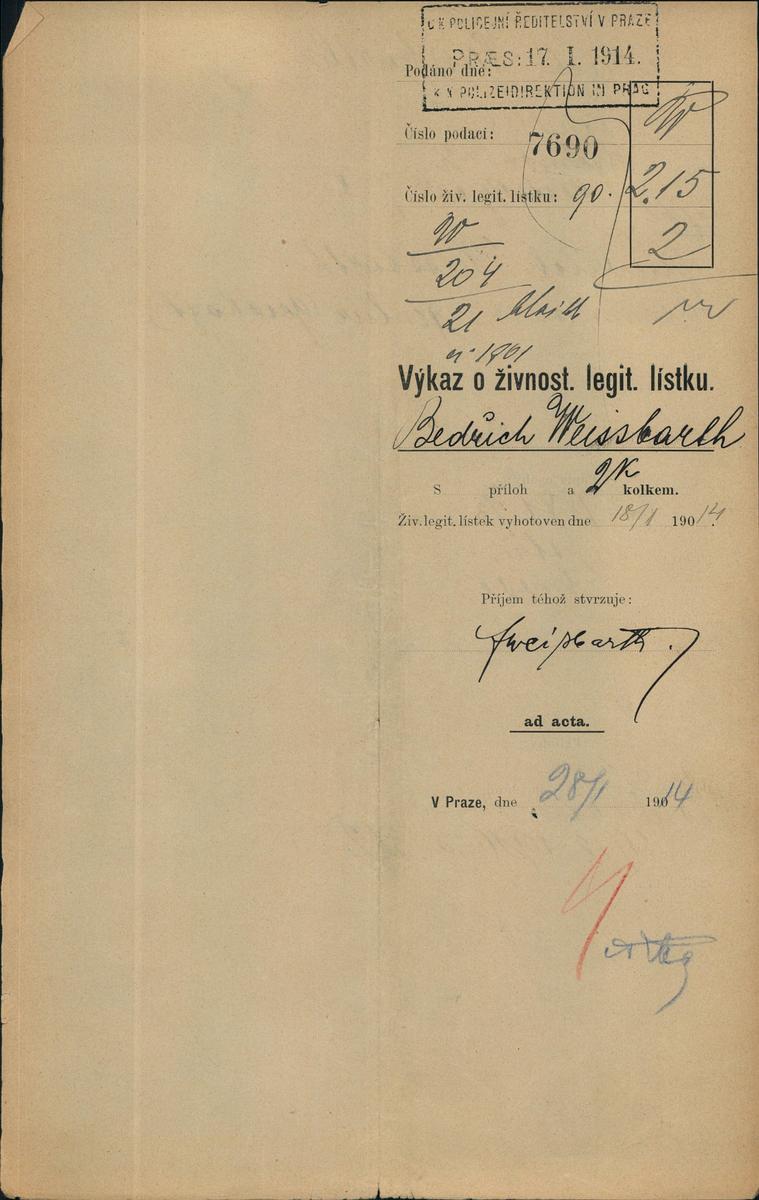 C K POLICEJNÍ ŘEDITELSTVÍ V PRAZE
PRÆS: 17. I. 1914.
Podáno dne:
K K POLIZEIDIREKTION IN PRAG
W
Číslo podací: 7690
2.15
Číslo živ. legit. lístku: 90.
2
W
204
21
1861
Výkaz o živnost. legit. lístku.
Bedřich Weissbarth
S příloh a 2K kolkem.
Živ. legit. lístek vyhotoven dne 18/1 1914.
Příjem téhož stvrzuje:
FWeissbarth.
ad acta.
V Praze, dne 28/1 1914